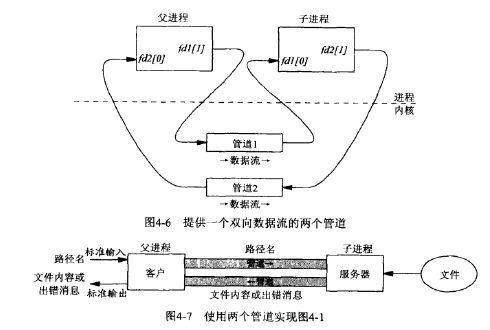 父进程
子进程
fd1[1]
fd2[0]
fd2[1]
fd1[0]
进程
内核
管道1
→数据流→
管道2
→数据流→
图4-6 提供一个双向数据流的两个管道
父进程
路径名
子进程
路径名
标准输入
客户
管道→
服务器
文件
文件内容或
出错消息
标准输出
←管道
文件内容或出错消息
图4-7 使用两个管道实现图4-1